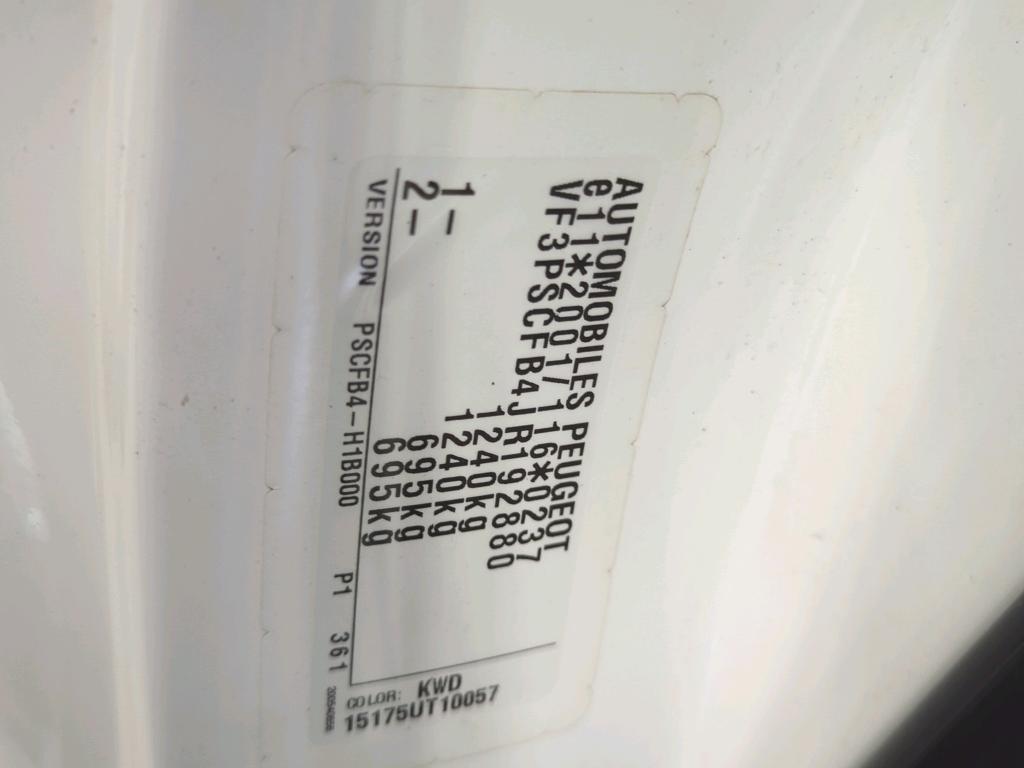 AUTOMOBILES PEUGEOT
e11*2001/116*0237
VF3PSCFB4JR192880
1240kg
1- 1240kg
2- 695kg
695kg
VERSION PSCFB4-H1B000 P1 361
COLOR: KWD
15175UT10057